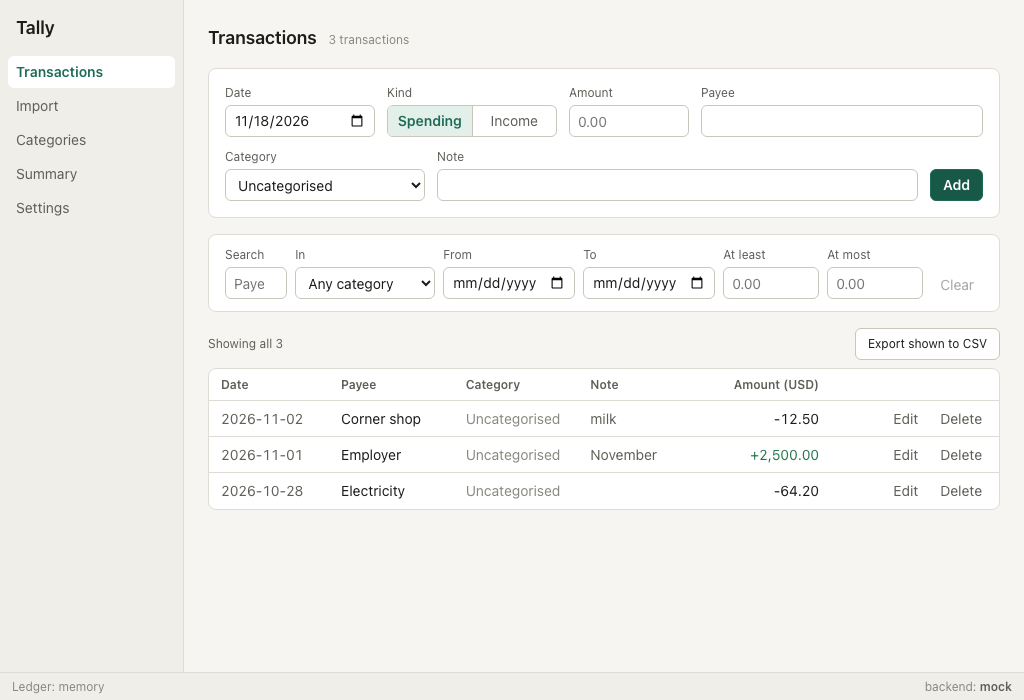 Tally
Transactions
Import
Categories
Summary
Settings
Transactions 3 transactions
Date Kind Amount Payee
11/18/2026 Spending Income 0.00
Category Note
Uncategorised Add
Search In From To At least At most
Paye Any category mm/dd/yyyy mm/dd/yyyy 0.00 0.00 Clear
Showing all 3 Export shown to CSV
Date Payee Category Note Amount (USD)
2026-11-02 Corner shop Uncategorised milk -12.50 Edit Delete
2026-11-01 Employer Uncategorised November +2,500.00 Edit Delete
2026-10-28 Electricity Uncategorised -64.20 Edit Delete
Ledger: memory backend: mock